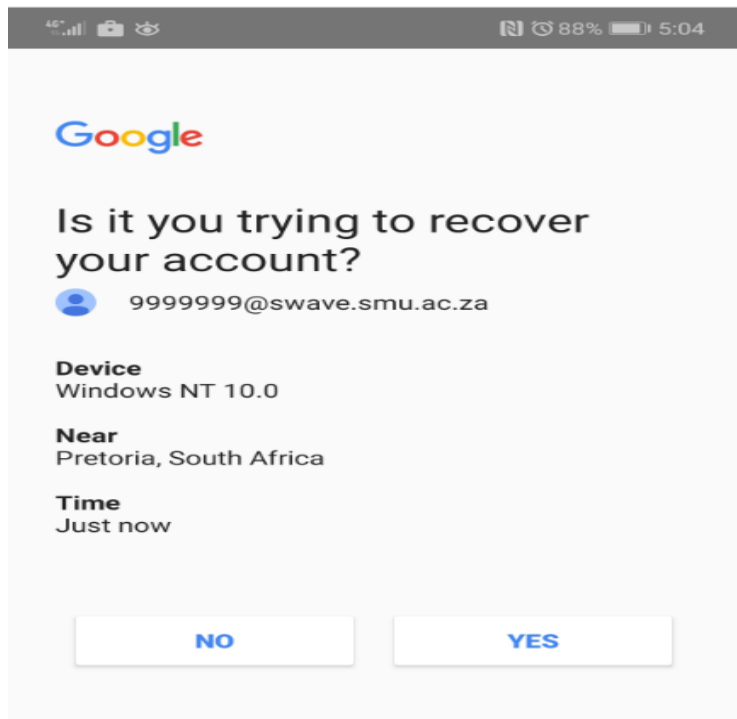 4G+ 88% 5:04
Google
Is it you trying to recover
your account?
9999999@swave.smu.ac.za
Device
Windows NT 10.0
Near
Pretoria, South Africa
Time
Just now
NO YES